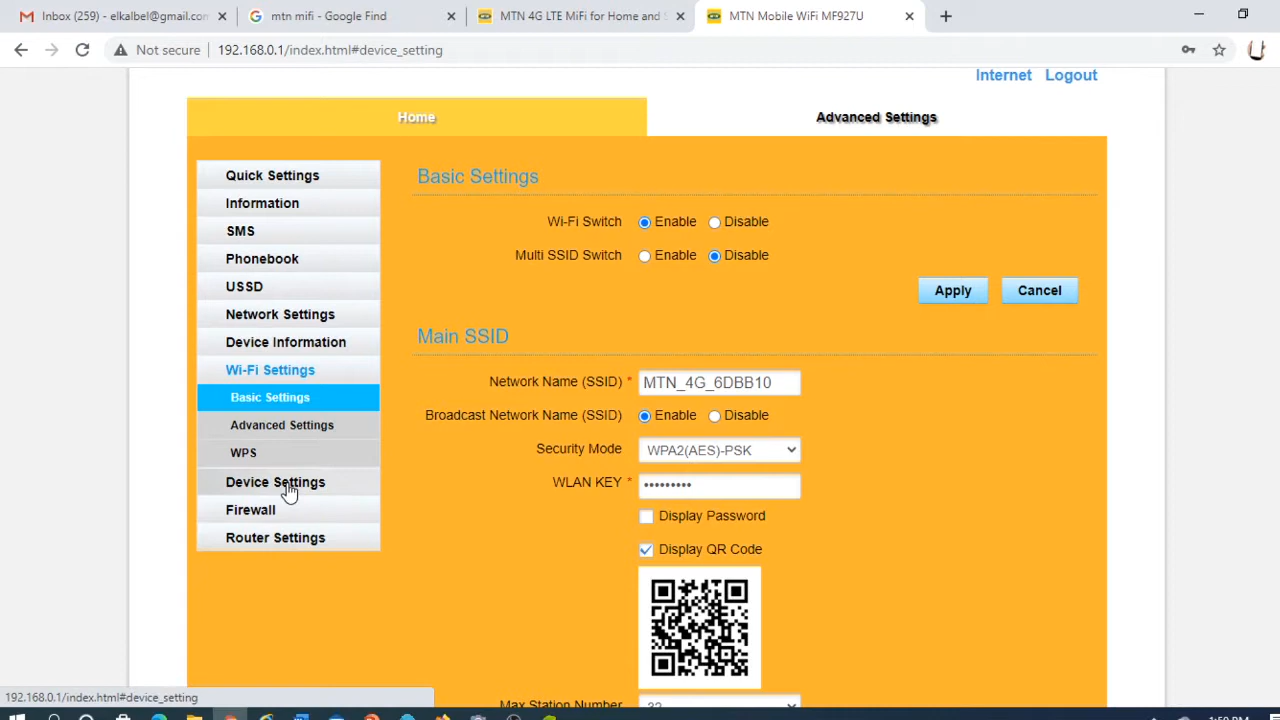 Inbox (259) - elkalbel@gmail.com
mtn mifi - Google Find
MTN 4G LTE MiFi for Home and S
MTN Mobile WiFi MF927U
Not secure
192.168.0.1/index.html#device_setting
Internet Logout
Home
Advanced Settings
Quick Settings
Information
SMS
Phonebook
USSD
Network Settings
Device Information
Wi-Fi Settings
Basic Settings
Advanced Settings
WPS
Device Settings
Firewall
Router Settings
Basic Settings
Wi-Fi Switch Enable Disable
Multi SSID Switch Enable Disable
Apply Cancel
Main SSID
Network Name (SSID) * MTN_4G_6DBB10
Broadcast Network Name (SSID) Enable Disable
Security Mode WPA2(AES)-PSK
WLAN KEY * •••••••••
Display Password
Display QR Code
Max Station Number 32
192.168.0.1/index.html#device_setting